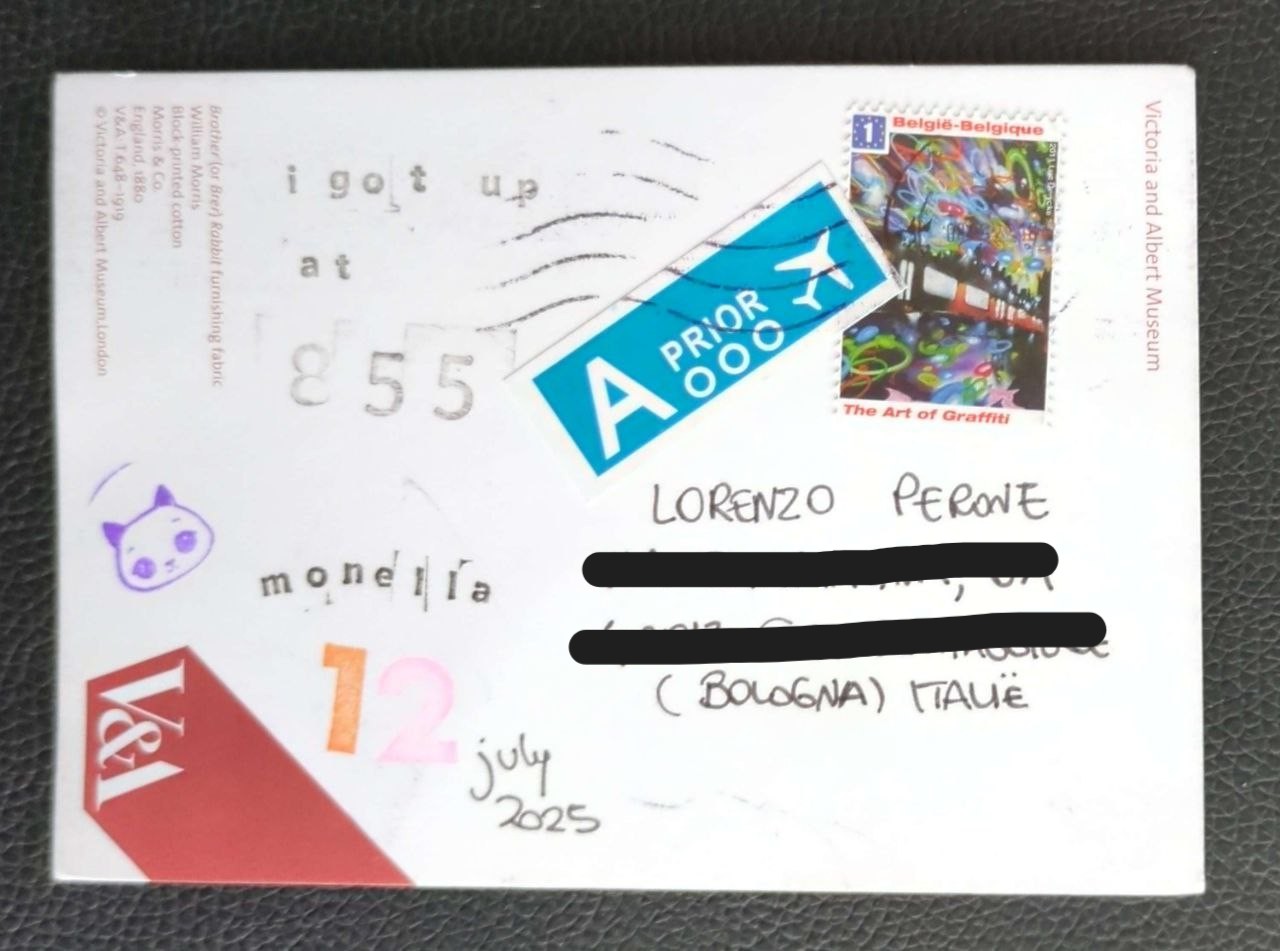 Brother (or Brer) Rabbit furnishing fabric
William Morris
Block-printed cotton
Morris & Co.
England, 1880
V&A: T.648–1919
© Victoria and Albert Museum, London
i got up
at
855
monella
12
july
2025
V&A
A PRIOR
1
België-Belgique
The Art of Graffiti
Victoria and Albert Museum
LORENZO PERONE
(BOLOGNA) ITALIË